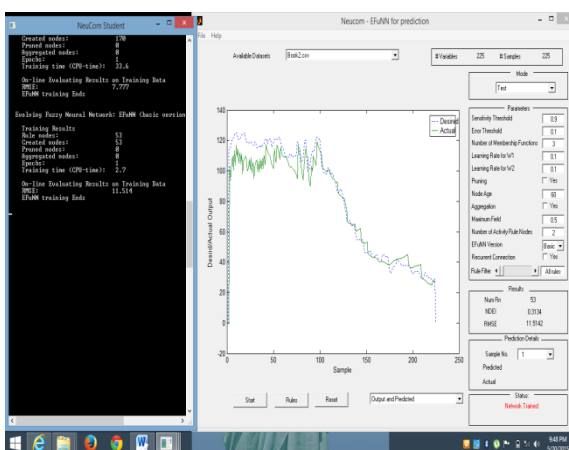 NeuCom Student
Created nodes: 170
Pruned nodes: 0
Aggregated nodes: 0
Epochs: 1
Training time (CPU-time): 33.6
On-line Evaluating Results on Training Data
RMSE: 7.777
EFuNN training Ends
Evolving Fuzzy Neural Network: EFuNN (basic version
Training Results
Rule nodes: 53
Created nodes: 53
Pruned nodes: 0
Aggregated nodes: 0
Epochs: 1
Training time (CPU-time): 2.7
On-line Evaluating Results on Training Data
RMSE: 11.514
EFuNN training Ends
Neucom - EFuNN for prediction
File Help
Available Datasets Book2.csv
# Variables 225 # Samples 225
Mode
Test
Parameters
Sensitivity Threshold 0.9
Error Threshold 0.1
Number of Membership Functions 3
Learning Rate for W1 0.1
Learning Rate for W2 0.1
Pruning Yes
Node Age 60
Aggregation Yes
Maximum Field 0.5
Number of Activity Rule Nodes 2
EFuNN Version Basic
Recurrent Connection Yes
Rule Filter All rules
Results
Num Rn 53
NDEI 0.3134
RMSE 11.5142
Prediction Details
Sample No. 1
Predicted
Actual
Status:
Network Trained
Desired
Actual
Desired/Actual Output
140
120
100
80
60
40
20
0
-20
0 50 100 150 200 250
Sample
Start Rules Reset Output and Predicted
9:48 PM
5/20/2015